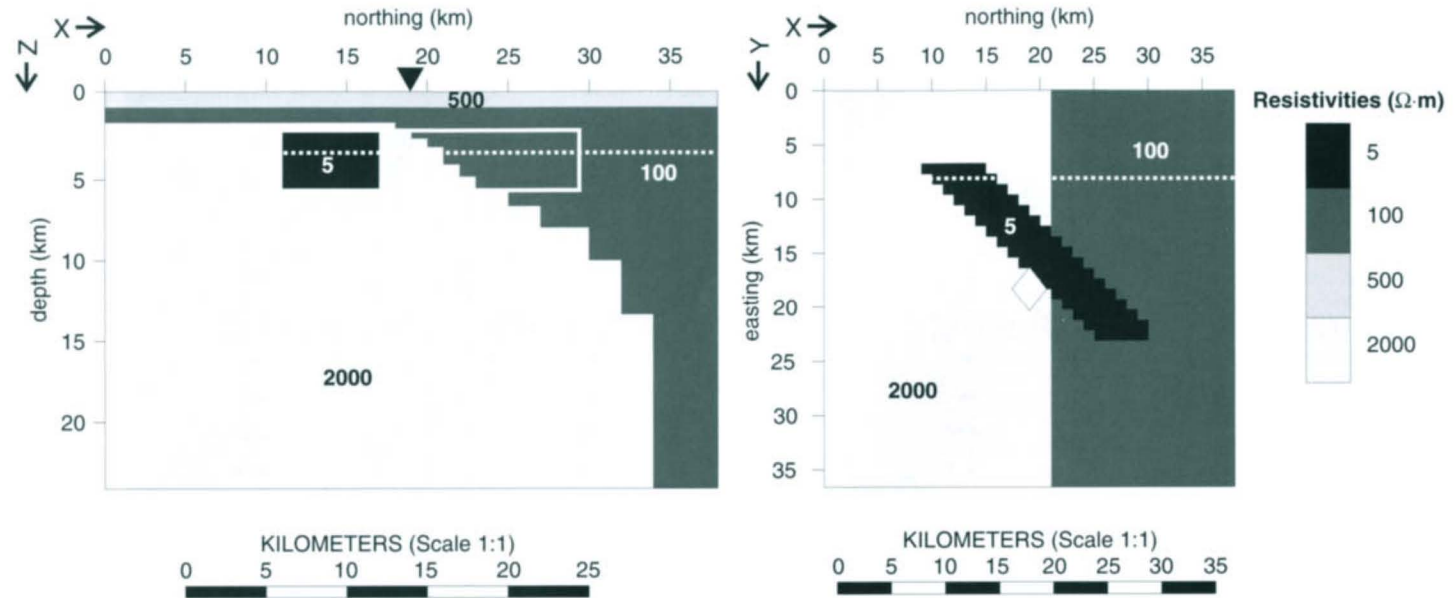 northing (km)
X
0 5 10 15 20 25 30 35
Z
depth (km)
0
5
10
15
20
500
5
100
2000
KILOMETERS (Scale 1:1)
0 5 10 15 20 25
northing (km)
X
0 5 10 15 20 25 30 35
Y
easting (km)
0
5
10
15
20
25
30
35
100
5
2000
KILOMETERS (Scale 1:1)
0 5 10 15 20 25 30 35
Resistivities (Ω·m)
5
100
500
2000